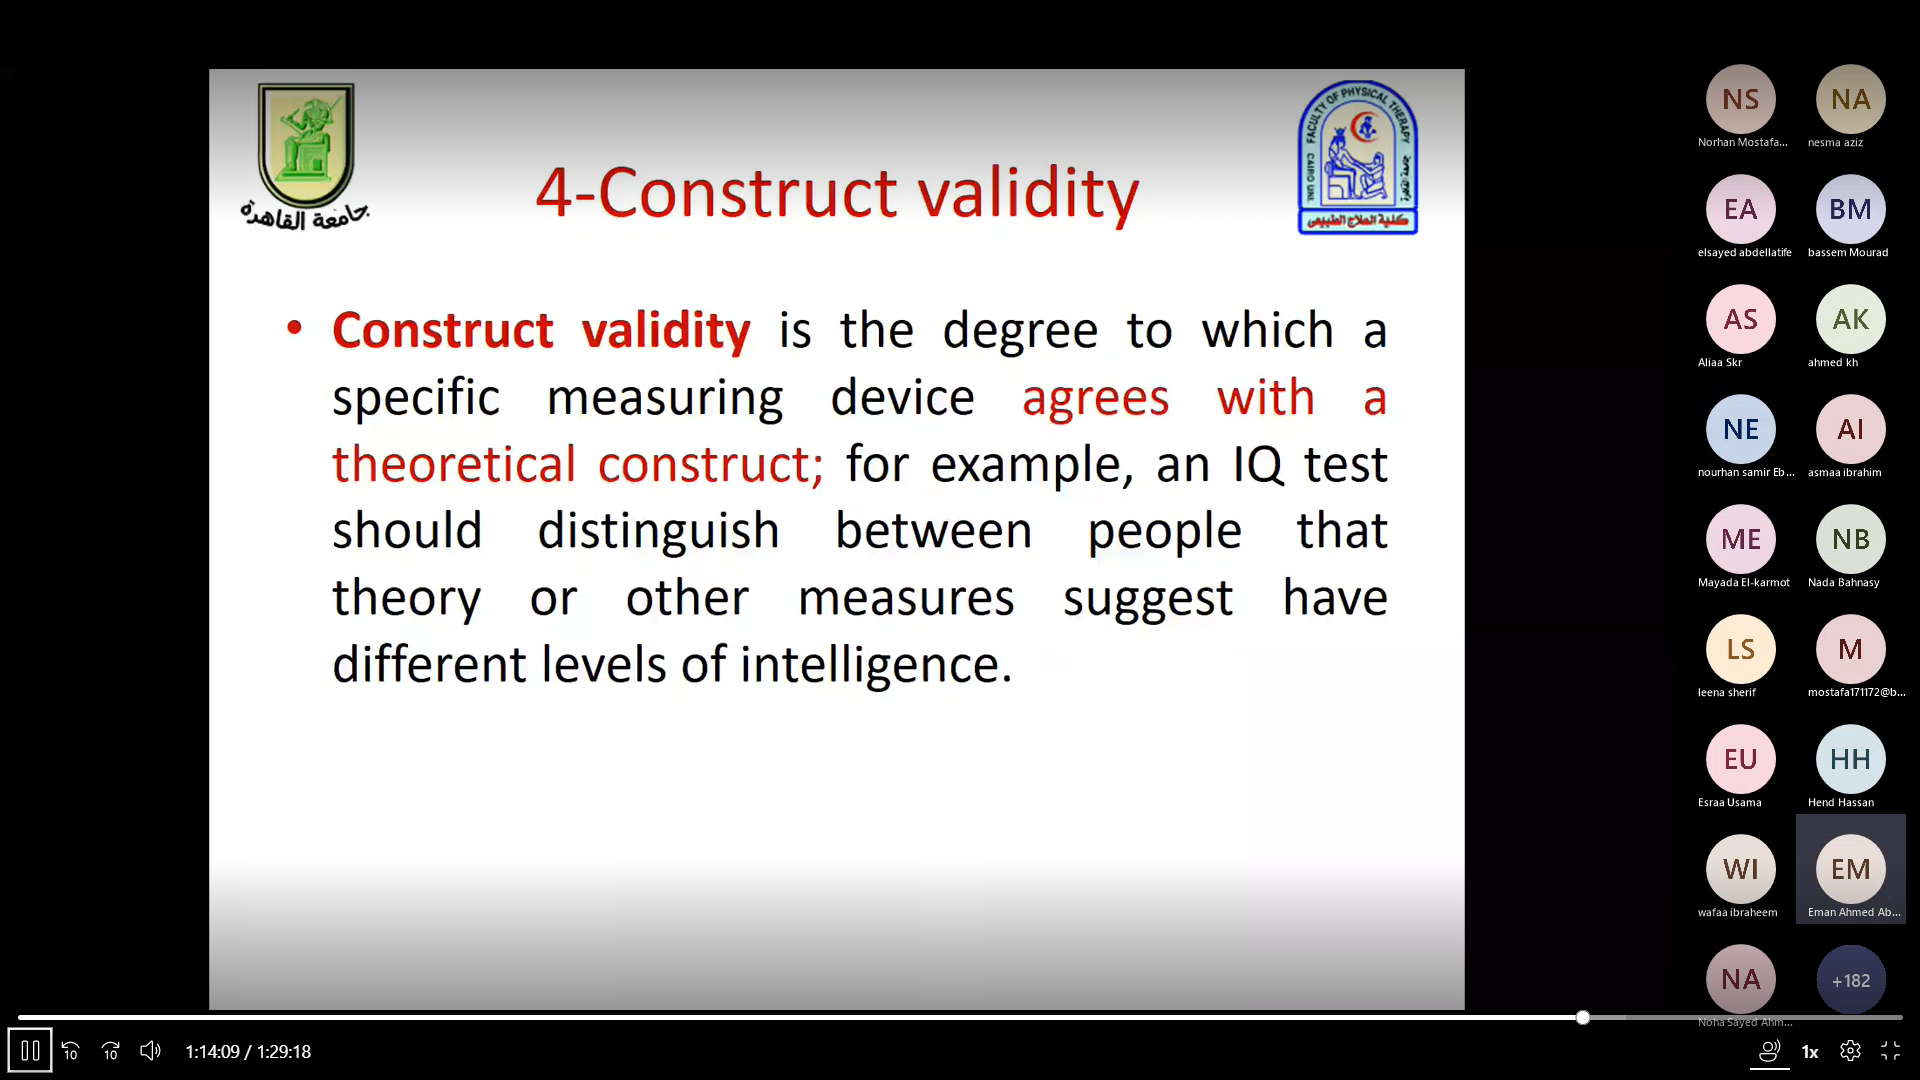 جامعة القاهرة
FACULTY OF PHYSICAL THERAPY
CAIRO UNI.
كلية العلاج الطبيعى
4-Construct validity
• Construct validity is the degree to which a
specific measuring device agrees with a
theoretical construct; for example, an IQ test
should distinguish between people that
theory or other measures suggest have
different levels of intelligence.
NS NA
Norhan Mostafa... nesma aziz
EA BM
elsayed abdellatife bassem Mourad
AS AK
Aliaa Skr ahmed kh
NE AI
nourhan samir Eb... asmaa ibrahim
ME NB
Mayada El-karmot Nada Bahnasy
LS M
leena sherif mostafa171172@b...
EU HH
Esraa Usama Hend Hassan
WI EM
wafaa ibraheem Eman Ahmed Ab...
NA +182
Noha Sayed Ahm...
10 10 1:14:09 / 1:29:18 1x